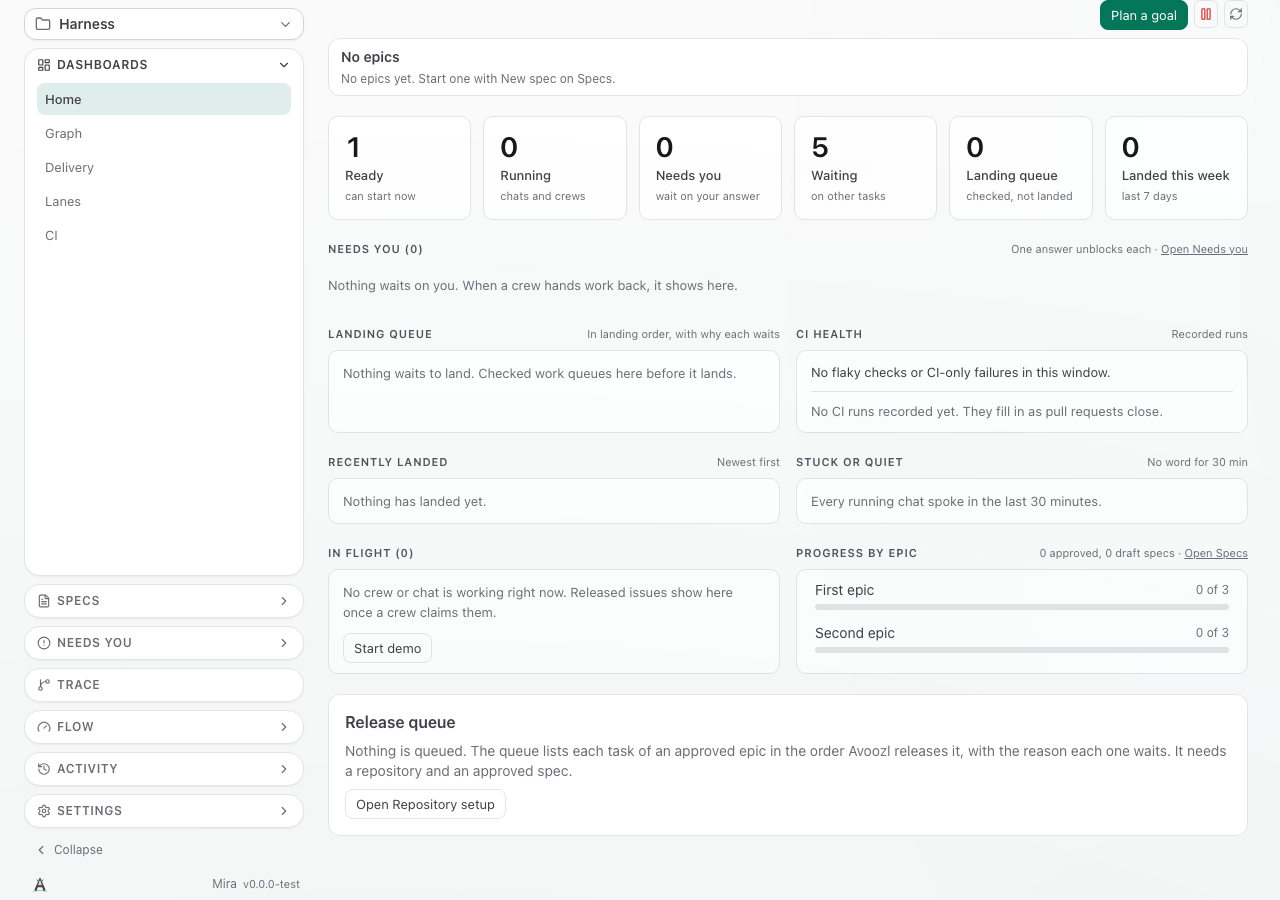 Harness
DASHBOARDS
Home
Graph
Delivery
Lanes
CI
SPECS
NEEDS YOU
TRACE
FLOW
ACTIVITY
SETTINGS
Collapse
Mira v0.0.0-test
Plan a goal
No epics
No epics yet. Start one with New spec on Specs.
1
Ready
can start now
0
Running
chats and crews
0
Needs you
wait on your answer
5
Waiting
on other tasks
0
Landing queue
checked, not landed
0
Landed this week
last 7 days
NEEDS YOU (0)
One answer unblocks each · Open Needs you
Nothing waits on you. When a crew hands work back, it shows here.
LANDING QUEUE
In landing order, with why each waits
Nothing waits to land. Checked work queues here before it lands.
CI HEALTH
Recorded runs
No flaky checks or CI-only failures in this window.
No CI runs recorded yet. They fill in as pull requests close.
RECENTLY LANDED
Newest first
Nothing has landed yet.
STUCK OR QUIET
No word for 30 min
Every running chat spoke in the last 30 minutes.
IN FLIGHT (0)
No crew or chat is working right now. Released issues show here
once a crew claims them.
Start demo
PROGRESS BY EPIC
0 approved, 0 draft specs · Open Specs
First epic
0 of 3
Second epic
0 of 3
Release queue
Nothing is queued. The queue lists each task of an approved epic in the order Avoozl releases it, with the reason each one waits. It needs
a repository and an approved spec.
Open Repository setup